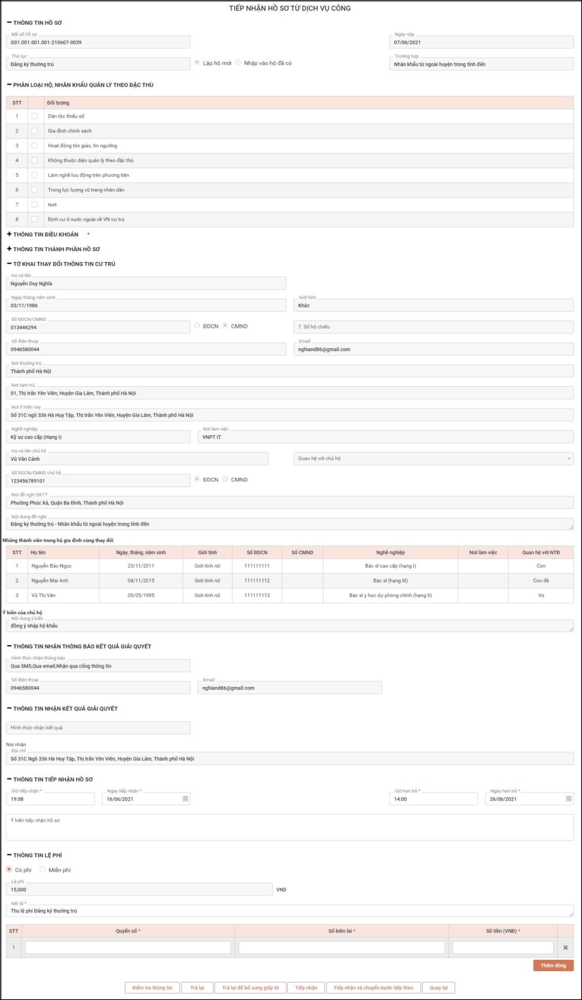 TIẾP NHẬN HỒ SƠ TỪ DỊCH VỤ CÔNG
THÔNG TIN HỒ SƠ
Mã số hồ sơ Ngày nộp
G01.001.001.001-210607-0039 07/06/2021
Thủ tục Trường hợp
Đăng ký thường trú Lập hộ mới Nhập vào hộ đã có Nhân khẩu từ ngoài huyện trong tỉnh đến
PHÂN LOẠI HỘ, NHÂN KHẨU QUẢN LÝ THEO ĐẶC THÙ
STT Đối tượng
1 Dân tộc thiểu số
2 Gia đình chính sách
3 Hoạt động tôn giáo, tín ngưỡng
4 Không thuộc diện quản lý theo đặc thù
5 Làm nghề lưu động trên phương tiện
6 Trong lực lượng vũ trang nhân dân
7 test
8 Định cư ở nước ngoài về VN cư trú
THÔNG TIN ĐIỀU KHOẢN *
THÔNG TIN THÀNH PHẦN HỒ SƠ
TỜ KHAI THAY ĐỔI THÔNG TIN CƯ TRÚ
Họ và tên
Nguyễn Duy Nghĩa
Ngày tháng năm sinh Giới tính
03/11/1986 Khác
Số ĐDCN/CMND
013446294 ĐDCN CMND 7. Số hộ chiếu
Số điện thoại Email
0946580044 nghiand86@gmail.com
Nơi thường trú
Thành phố Hà Nội
Nơi tạm trú
01, Thị trấn Yên Viên, Huyện Gia Lâm, Thành phố Hà Nội
Nơi ở hiện nay
Số 31C ngõ 336 Hà Huy Tập, Thị trấn Yên Viên, Huyện Gia Lâm, Thành phố Hà Nội
Nghề nghiệp Nơi làm việc
Kỹ sư cao cấp (Hạng I) VNPT IT
Họ và tên chủ hộ
Vũ Văn Cảnh Quan hệ với chủ hộ
Số ĐDCN/CMND chủ hộ
123456789101 ĐDCN CMND
Nơi đề nghị ĐKTT
Phường Phúc Xá, Quận Ba Đình, Thành phố Hà Nội
Nội dung đề nghị
Đăng ký thường trú - Nhân khẩu từ ngoài huyện trong tỉnh đến
Những thành viên trong hộ gia đình cùng thay đổi
STT Họ tên Ngày, tháng, năm sinh Giới tính Số ĐDCN Số CMND Nghề nghiệp Nơi làm việc Quan hệ với NTĐ
1 Nguyễn Bảo Ngọc 23/11/2011 Giới tính nữ 111111111 Bác sĩ cao cấp (hạng I) Con
2 Nguyễn Mai Anh 04/11/2015 Giới tính nữ 111111112 Bác sĩ (hạng III) Con đẻ
3 Vũ Thị Vân 05/05/1985 Giới tính nữ 111111113 Bác sĩ y học dự phòng chính (hạng II) Vợ
Ý kiến của chủ hộ
Nội dung ý kiến
đồng ý nhập hộ khẩu
THÔNG TIN NHẬN THÔNG BÁO KẾT QUẢ GIẢI QUYẾT
Hình thức nhận thông báo
Qua SMS,Qua email,Nhận qua cổng thông tin
Số điện thoại Email
0946580044 nghiand86@gmail.com
THÔNG TIN NHẬN KẾT QUẢ GIẢI QUYẾT
Hình thức nhận kết quả
Nơi nhận
Địa chỉ
Số 31C Ngõ 336 Hà Huy Tập, Thị trấn Yên Viên, Huyện Gia Lâm, Thành phố Hà Nội
THÔNG TIN TIẾP NHẬN HỒ SƠ
Giờ tiếp nhận * Ngày tiếp nhận * Giờ hẹn trả * Ngày hẹn trả *
19:08 16/06/2021 14:00 26/06/2021
Ý kiến tiếp nhận hồ sơ
THÔNG TIN LỆ PHÍ
Có phí Miễn phí
Lệ phí
15,000 VND
Mô tả *
Thu lệ phí Đăng ký thường trú
STT Quyển số * Số biên lai * Số tiền (VNĐ) *
1
Thêm dòng
Kiểm tra thông tin Trả lại Trả lại để bổ sung giấy tờ Tiếp nhận Tiếp nhận và chuyển bước tiếp theo Quay lại